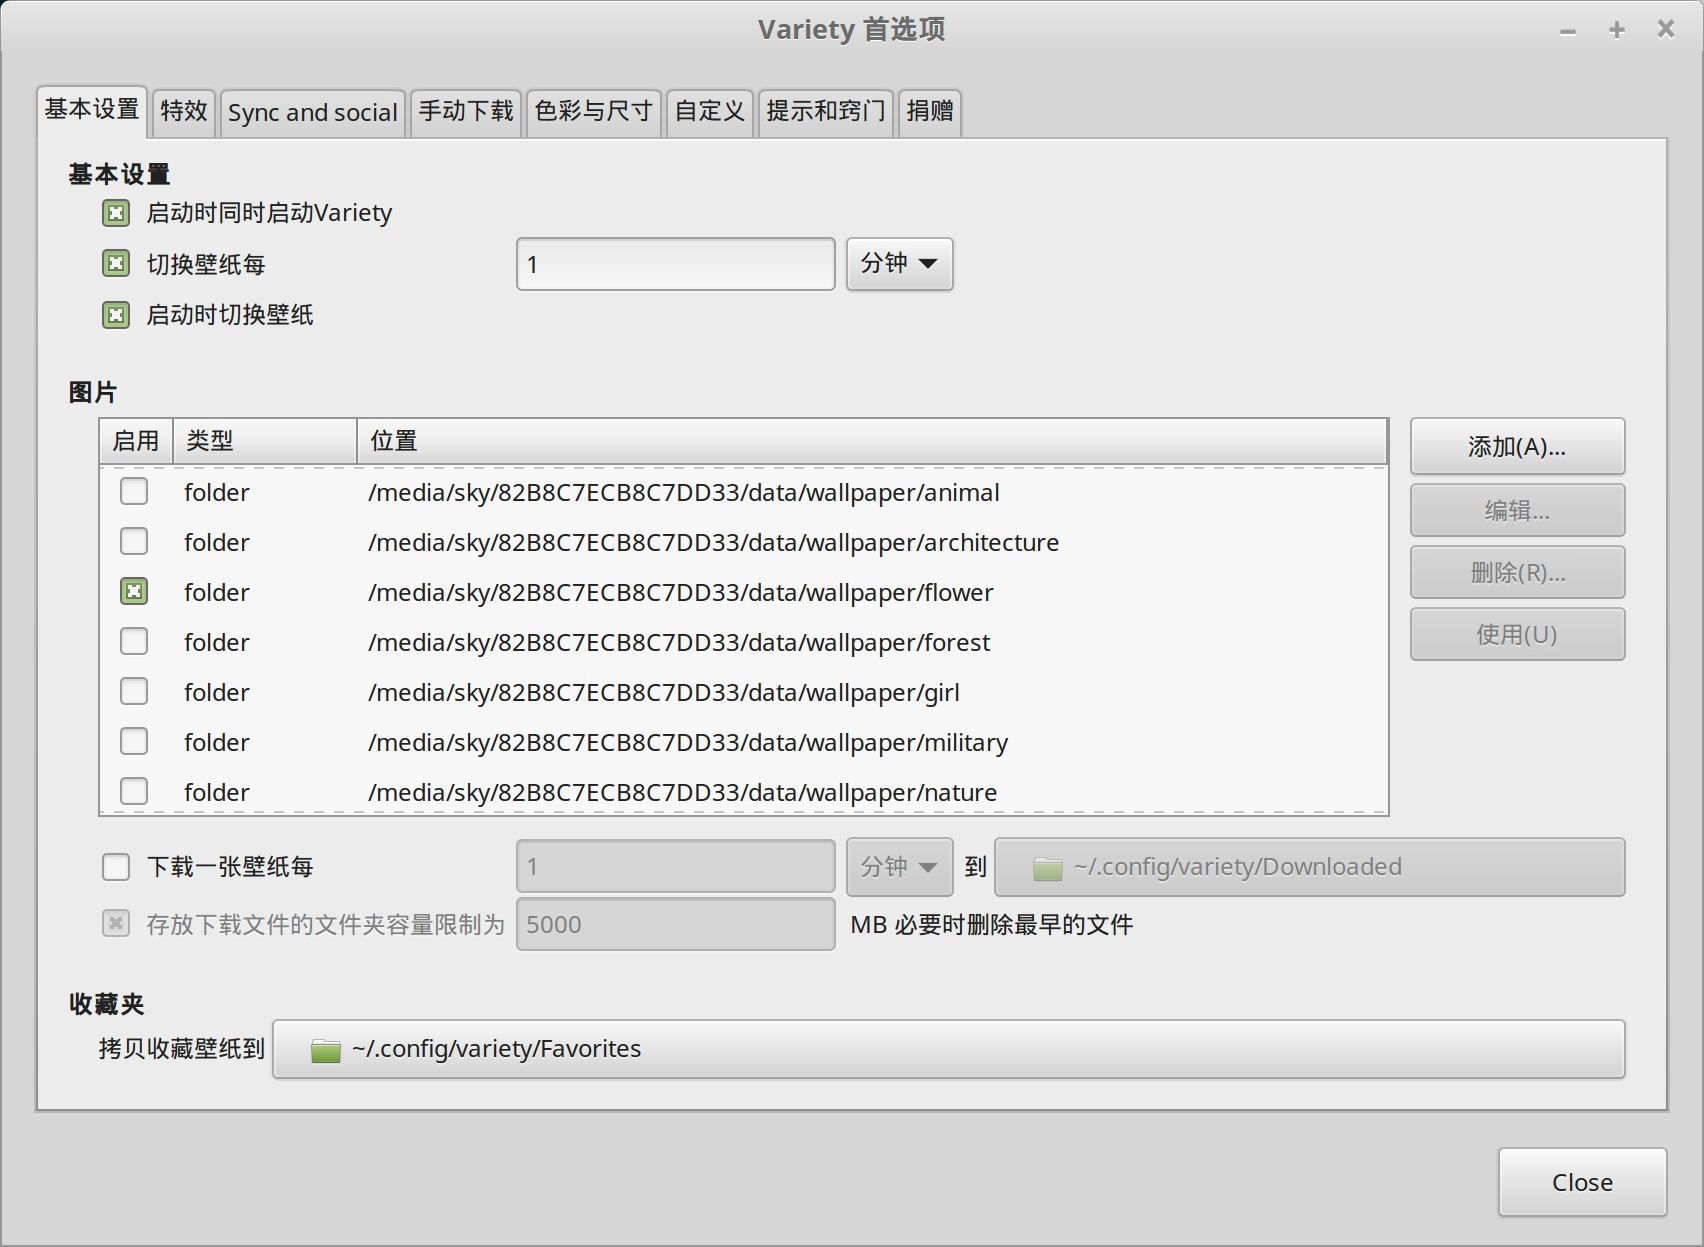 Variety 首选项
基本设置 特效 Sync and social 手动下载 色彩与尺寸 自定义 提示和窍门 捐赠
基本设置
启动时同时启动Variety
切换壁纸每 1 分钟
启动时切换壁纸
图片
启用 类型 位置 添加(A)...
folder /media/sky/82B8C7ECB8C7DD33/data/wallpaper/animal 编辑...
folder /media/sky/82B8C7ECB8C7DD33/data/wallpaper/architecture 删除(R)...
folder /media/sky/82B8C7ECB8C7DD33/data/wallpaper/flower 使用(U)
folder /media/sky/82B8C7ECB8C7DD33/data/wallpaper/forest
folder /media/sky/82B8C7ECB8C7DD33/data/wallpaper/girl
folder /media/sky/82B8C7ECB8C7DD33/data/wallpaper/military
folder /media/sky/82B8C7ECB8C7DD33/data/wallpaper/nature
下载一张壁纸每 1 分钟 到 ~/.config/variety/Downloaded
存放下载文件的文件夹容量限制为 5000 MB 必要时删除最早的文件
收藏夹
拷贝收藏壁纸到 ~/.config/variety/Favorites
Close